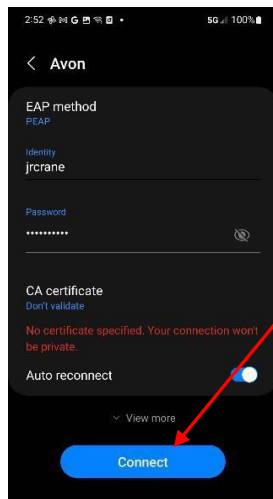 2:52 G
5G 100%
< Avon
EAP method
PEAP
Identity
jrcrane
Password
••••••••••
CA certificate
Don't validate
No certificate specified. Your connection won't
be private.
Auto reconnect
View more
Connect